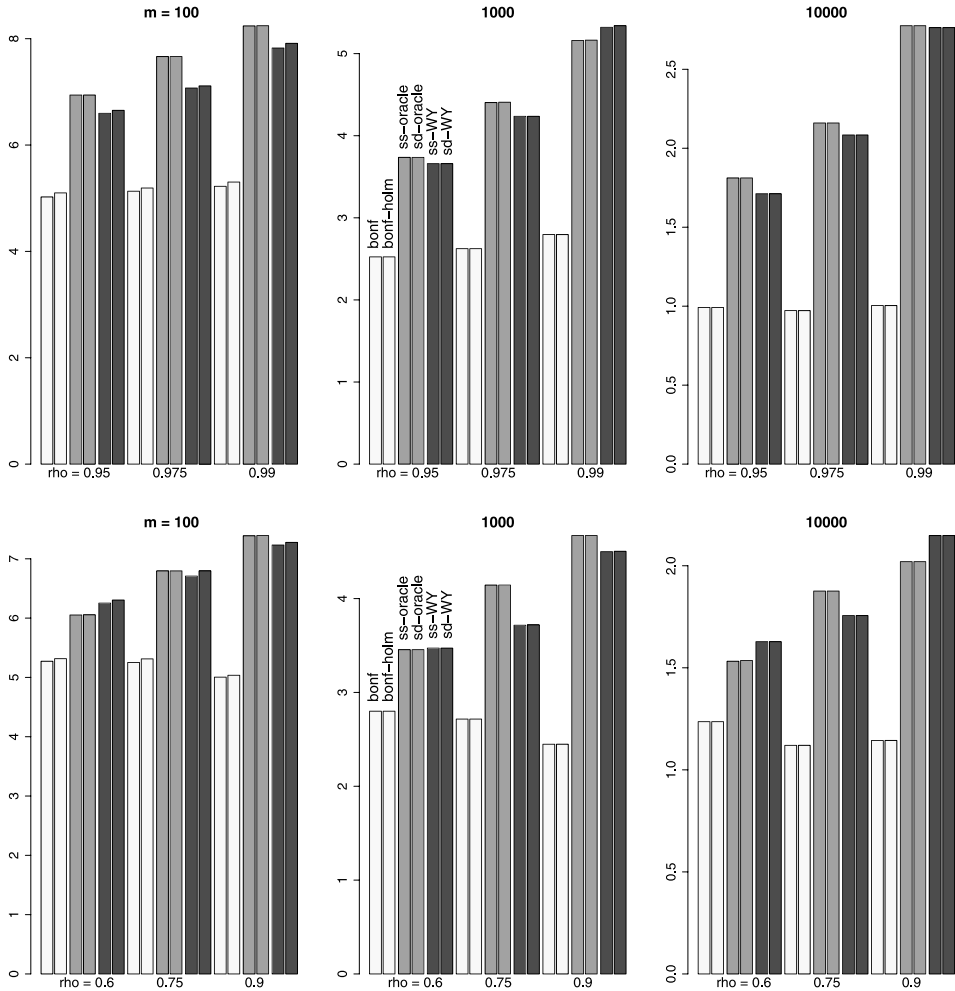 m = 100
1000
10000
0
2
4
6
8
0
1
2
3
4
5
0.0
0.5
1.0
1.5
2.0
2.5
bonf
bonf−holm
ss−oracle
sd−oracle
ss−WY
sd−WY
rho = 0.95
0.975
0.99
rho = 0.95
0.975
0.99
rho = 0.95
0.975
0.99
m = 100
1000
10000
0
1
2
3
4
5
6
7
0
1
2
3
4
0.0
0.5
1.0
1.5
2.0
bonf
bonf−holm
ss−oracle
sd−oracle
ss−WY
sd−WY
rho = 0.6
0.75
0.9
rho = 0.6
0.75
0.9
rho = 0.6
0.75
0.9